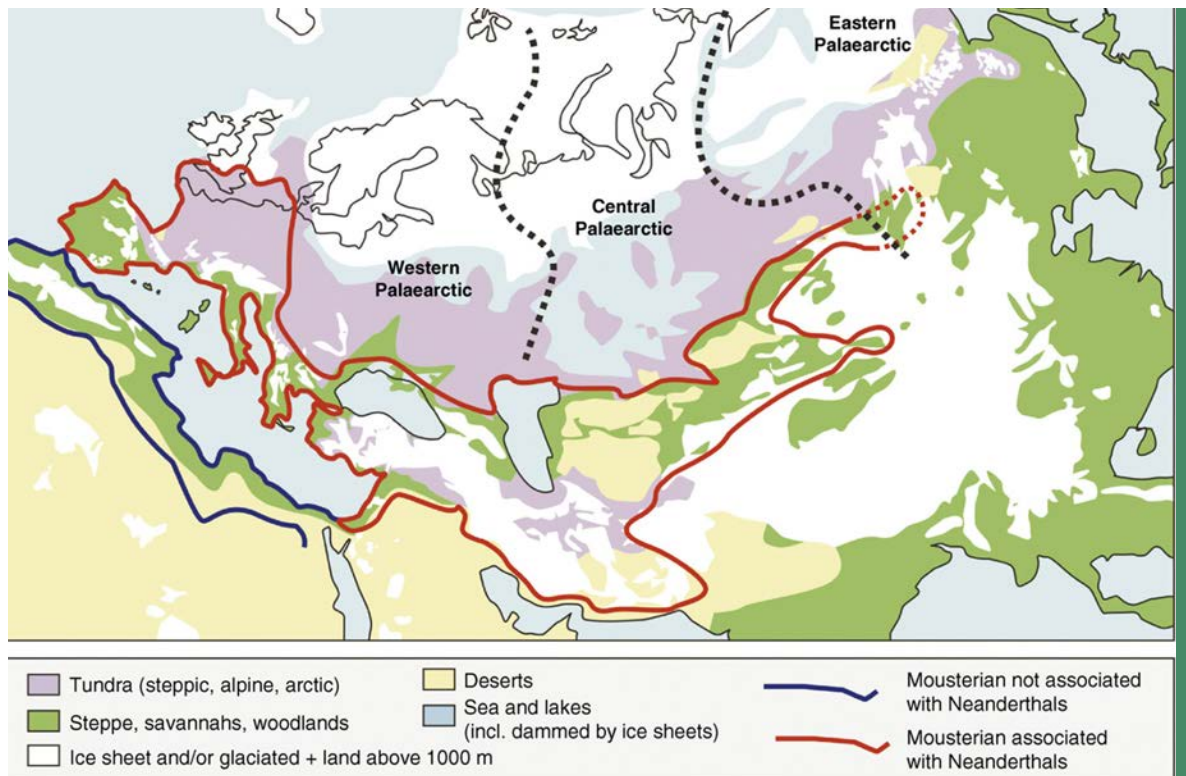 Eastern
Palaearctic
Central
Palaearctic
Western
Palaearctic
Tundra (steppic, alpine, arctic)
Steppe, savannahs, woodlands
Ice sheet and/or glaciated + land above 1000 m
Deserts
Sea and lakes
(incl. dammed by ice sheets)
Mousterian not associated
with Neanderthals
Mousterian associated
with Neanderthals